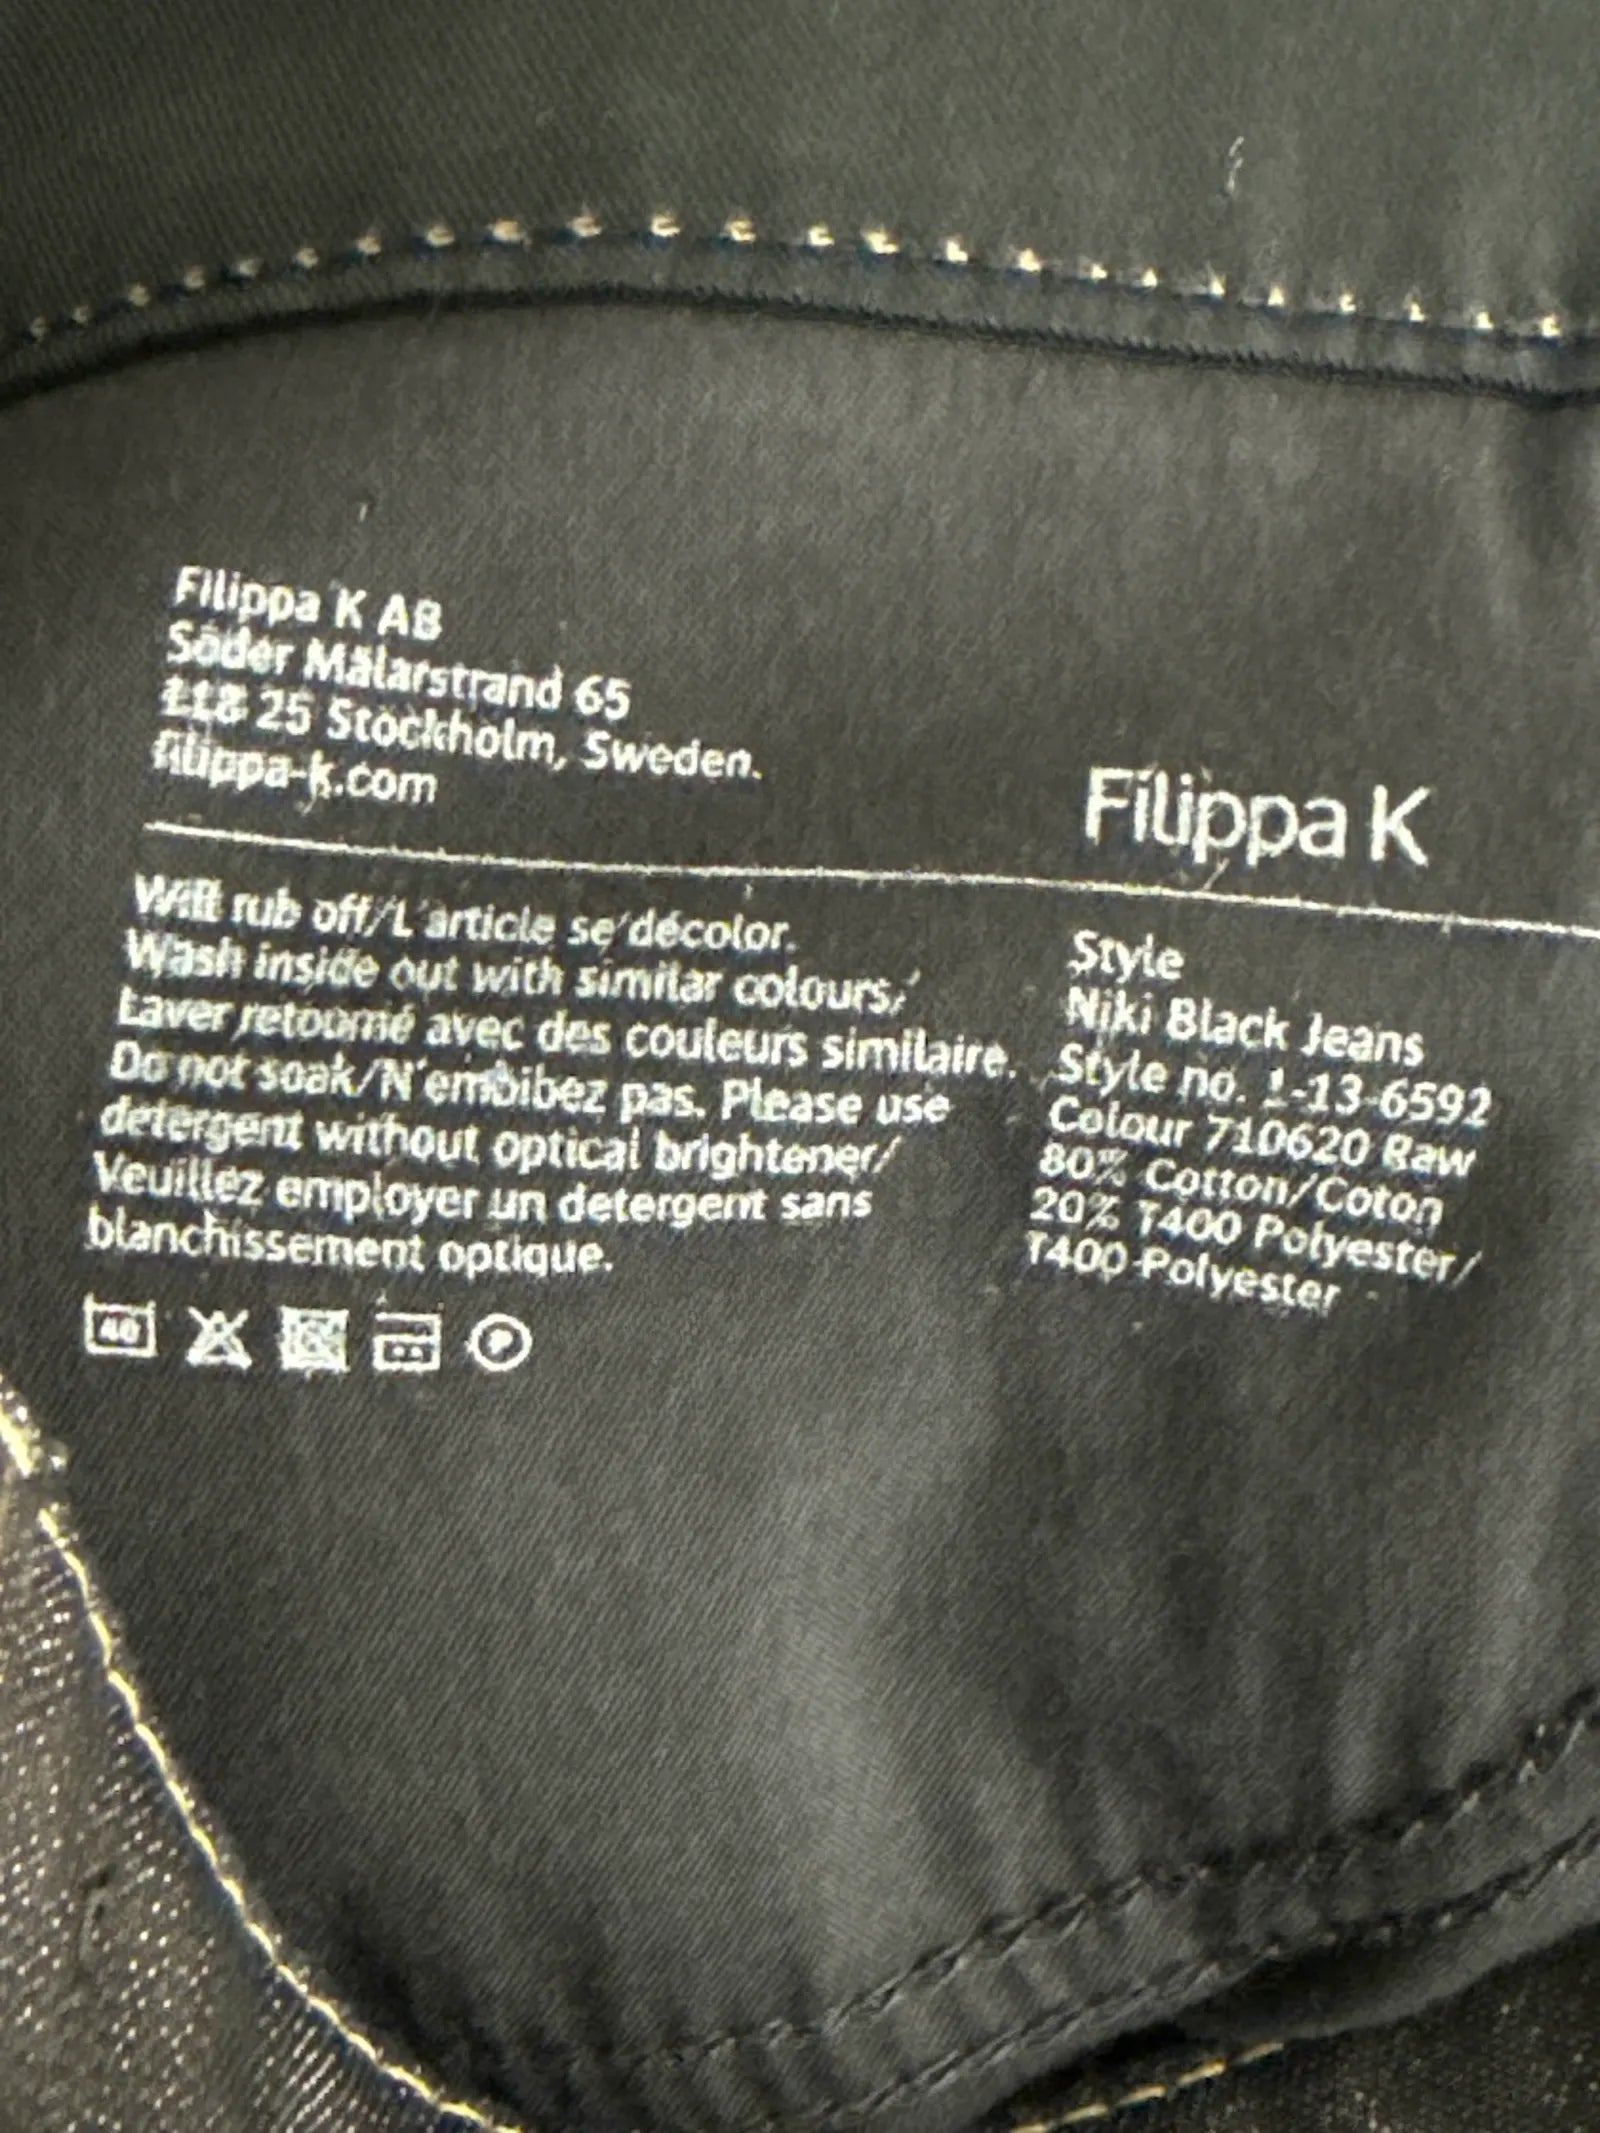 Filippa K AB
Söder Mälarstrand 65
118 25 Stockholm, Sweden.
filippa-k.com
Filippa K
Will rub off/L'article se décolor.
Wash inside out with similar colours/
Laver retourné avec des couleurs similaire.
Do not soak/N'embibez pas. Please use
detergent without optical brightener/
Veuillez employer un detergent sans
blanchissement optique.
40
P
Style
Niki Black Jeans
Style no. 1-13-6592
Colour 710620 Raw
80% Cotton/Coton
20% T400 Polyester/
T400 Polyester